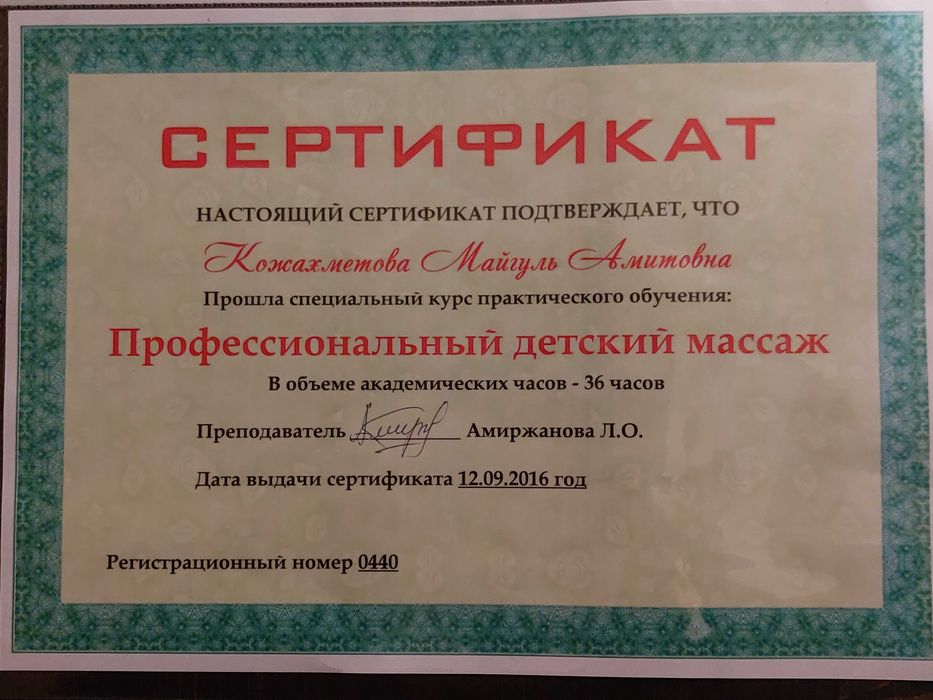 СЕРТИФИКАТ
НАСТОЯЩИЙ СЕРТИФИКАТ ПОДТВЕРЖДАЕТ, ЧТО
Кожахметова Майгуль Амитовна
Прошла специальный курс практического обучения:
Профессиональный детский массаж
В объеме академических часов - 36 часов
Преподаватель Амиржанова Л.О.
Дата выдачи сертификата 12.09.2016 год
Регистрационный номер 0440